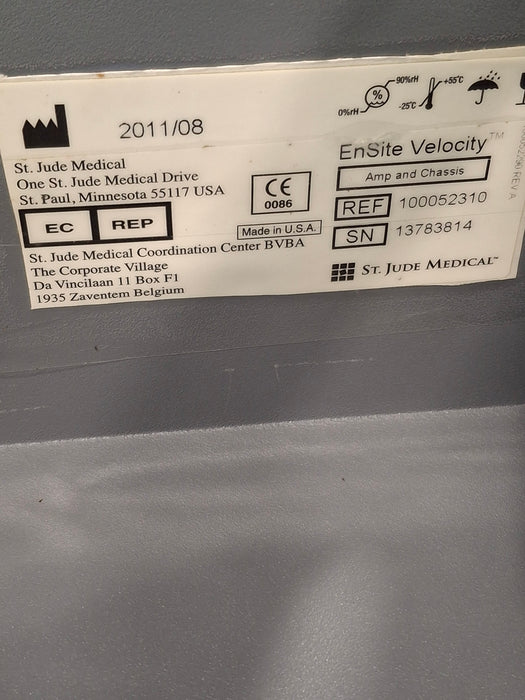 2011/08
St. Jude Medical
One St. Jude Medical Drive
St. Paul, Minnesota 55117 USA
EC REP
St. Jude Medical Coordination Center BVBA
The Corporate Village
Da Vincilaan 11 Box F1
1935 Zaventem Belgium
CE
0086
Made in U.S.A.
0%rH
%
90%rH
-25°C
+55°C
EnSite Velocity™
Amp and Chassis
REF 100052310
SN 13783814
ST. JUDE MEDICAL™
REV A